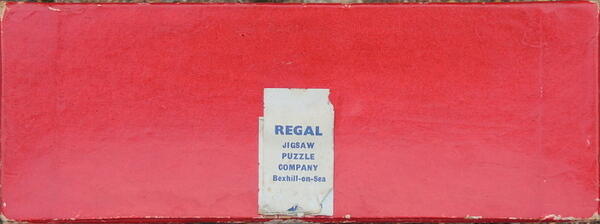 REGAL
JIGSAW
PUZZLE
COMPANY
Bexhill-on-Sea